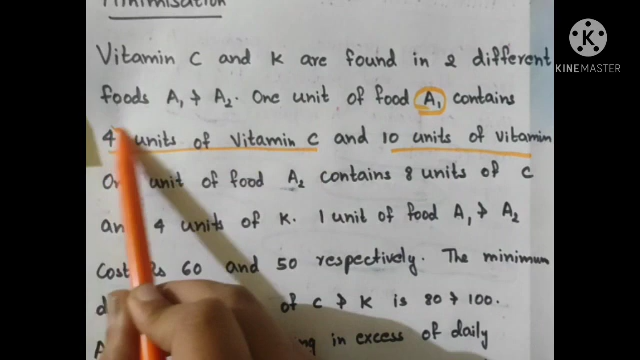 Minimisation
Vitamin C and K are found in 2 different
foods A₁ & A₂. One unit of food A₁ contains
4 units of Vitamin C and 10 units of vitamin
unit of food A₂ contains 8 units of C
4 units of K. 1 unit of food A₁ & A₂
Cost Rs 60 and 50 respectively. The minimum
of C & K is 80 & 100.
in excess of daily
KINEMASTER